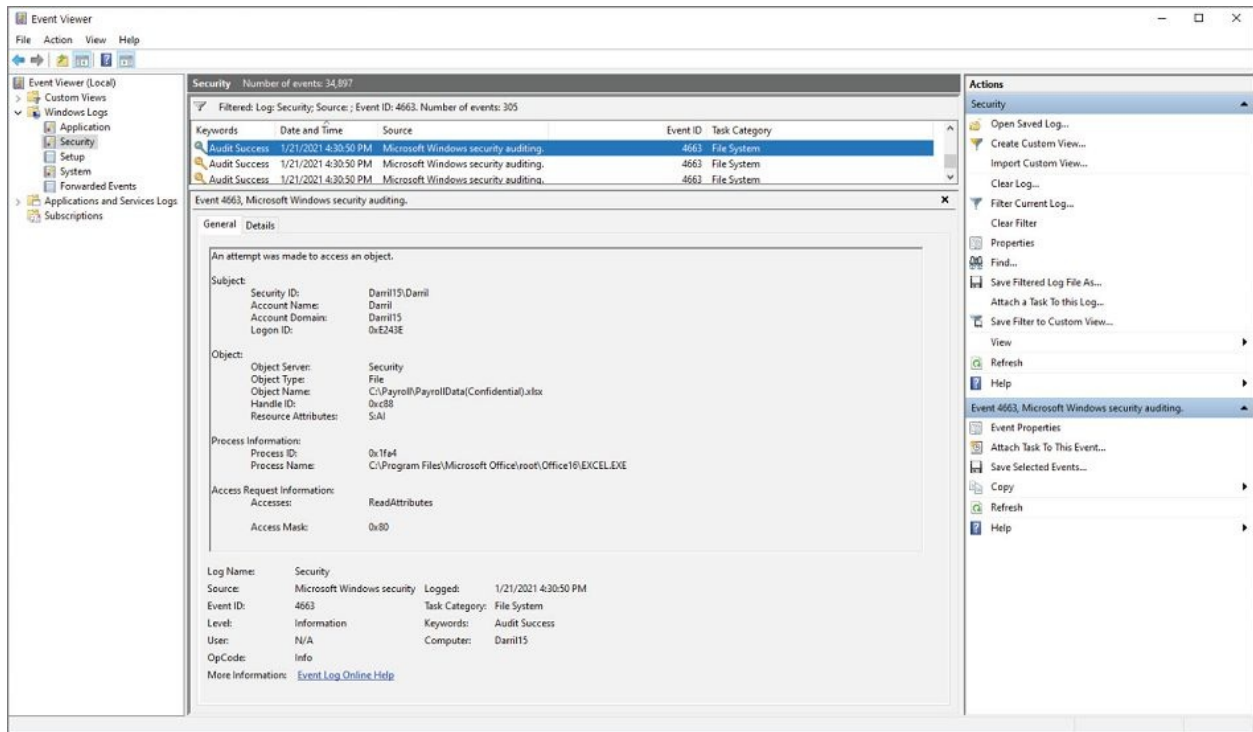 Event Viewer
File Action View Help
Event Viewer (Local)
Custom Views
Windows Logs
Application
Security
Setup
System
Forwarded Events
Applications and Services Logs
Subscriptions
Security Number of events: 34,897
Filtered: Log: Security; Source: ; Event ID: 4663. Number of events: 305
Keywords Date and Time Source Event ID Task Category
Audit Success 1/21/2021 4:30:50 PM Microsoft Windows security auditing. 4663 File System
Audit Success 1/21/2021 4:30:50 PM Microsoft Windows security auditing. 4663 File System
Audit Success 1/21/2021 4:30:50 PM Microsoft Windows security auditing. 4663 File System
Event 4663, Microsoft Windows security auditing.
General Details
An attempt was made to access an object.
Subject:
Security ID: Darril15\Darril
Account Name: Darril
Account Domain: Darril15
Logon ID: 0xE243E
Object:
Object Server: Security
Object Type: File
Object Name: C:\Payroll\PayrollData(Confidential).xlsx
Handle ID: 0xc88
Resource Attributes: S:AI
Process Information:
Process ID: 0x1fa4
Process Name: C:\Program Files\Microsoft Office\root\Office16\EXCEL.EXE
Access Request Information:
Accesses: ReadAttributes
Access Mask: 0x80
Log Name: Security
Source: Microsoft Windows security Logged: 1/21/2021 4:30:50 PM
Event ID: 4663 Task Category: File System
Level: Information Keywords: Audit Success
User: N/A Computer: Darril15
OpCode: Info
More Information: Event Log Online Help
Actions
Security
Open Saved Log...
Create Custom View...
Import Custom View...
Clear Log...
Filter Current Log...
Clear Filter
Properties
Find...
Save Filtered Log File As...
Attach a Task To this Log...
Save Filter to Custom View...
View
Refresh
Help
Event 4663, Microsoft Windows security auditing.
Event Properties
Attach Task To This Event...
Save Selected Events...
Copy
Refresh
Help